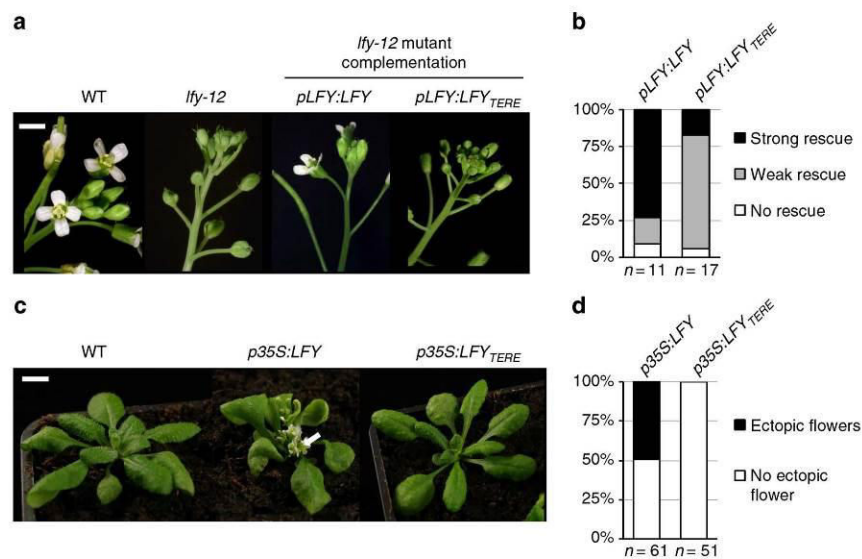 a
lfy-12 mutant
complementation
WT lfy-12 pLFY:LFY pLFY:LFYTERE
b
pLFY:LFY
pLFY:LFYTERE
100%
75%
50%
25%
0%
n = 11 n = 17
Strong rescue
Weak rescue
No rescue
c
WT p35S:LFY p35S:LFYTERE
d
p35S:LFY
p35S:LFYTERE
100%
75%
50%
25%
0%
n = 61 n = 51
Ectopic flowers
No ectopic
flower